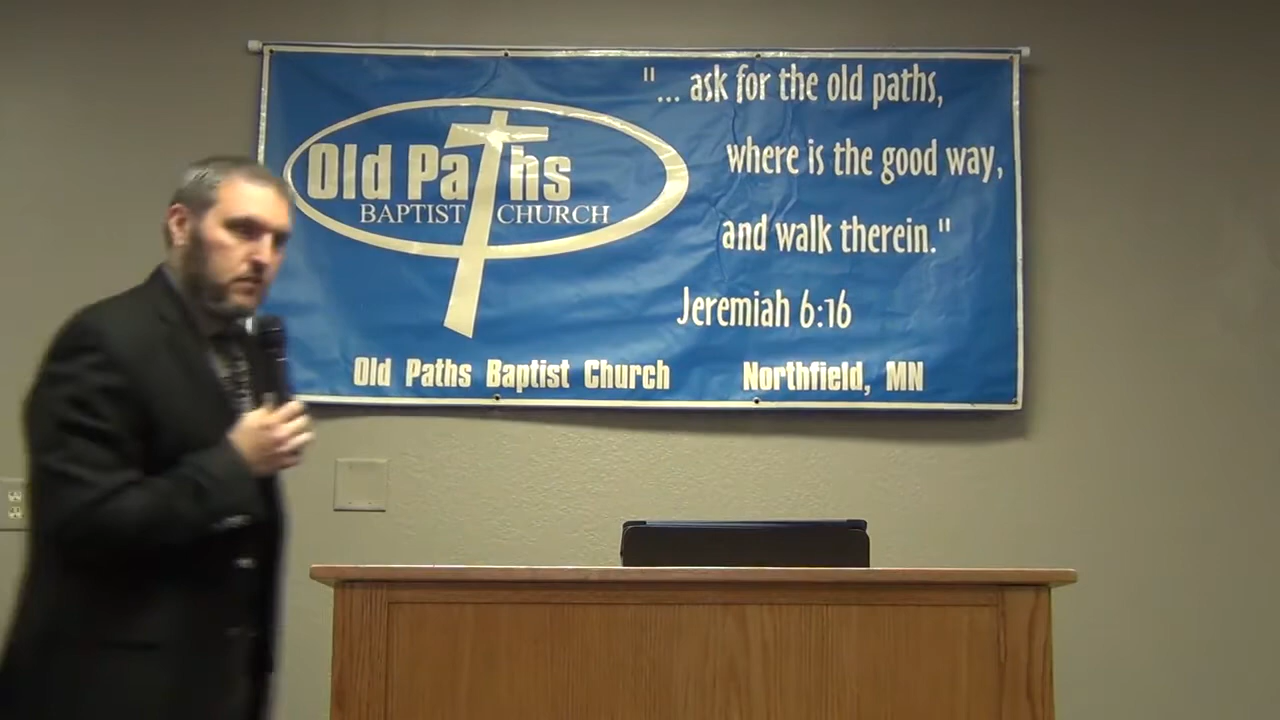 Old Paths
BAPTIST CHURCH
"... ask for the old paths,
where is the good way,
and walk therein."
Jeremiah 6:16
Old Paths Baptist Church Northfield, MN